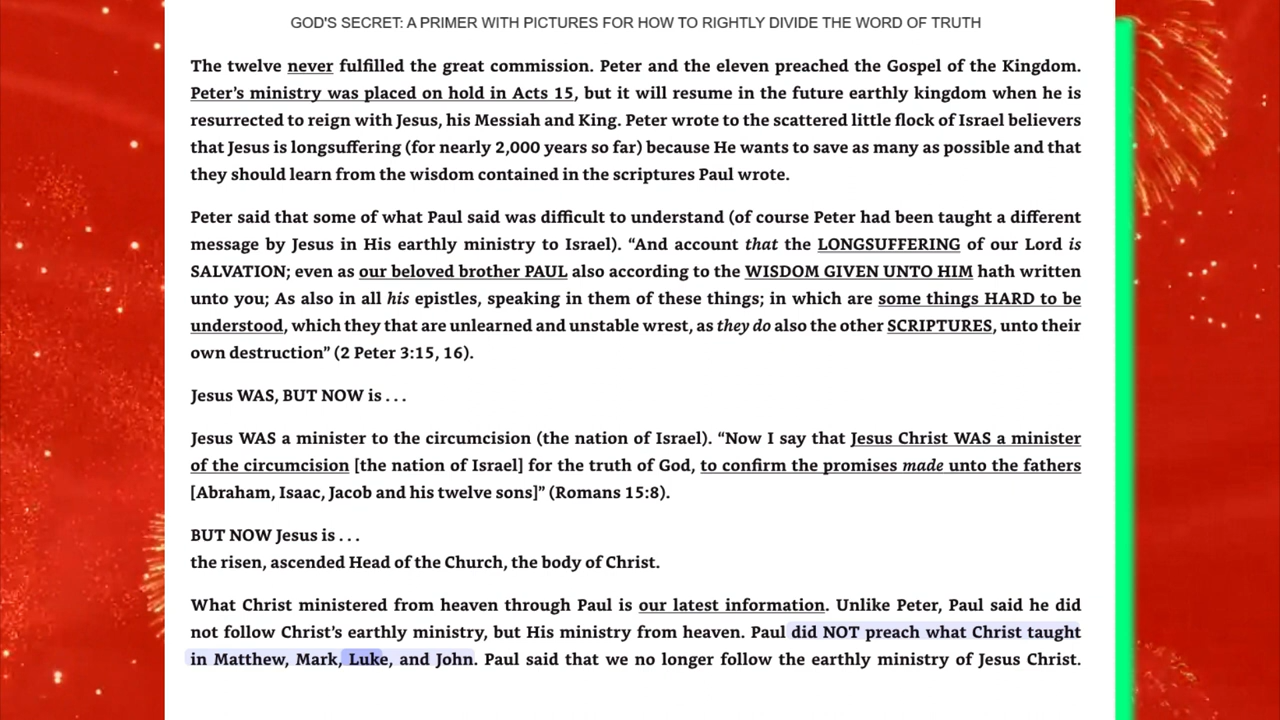 GOD'S SECRET: A PRIMER WITH PICTURES FOR HOW TO RIGHTLY DIVIDE THE WORD OF TRUTH
The twelve never fulfilled the great commission. Peter and the eleven preached the Gospel of the Kingdom.
Peter’s ministry was placed on hold in Acts 15, but it will resume in the future earthly kingdom when he is
resurrected to reign with Jesus, his Messiah and King. Peter wrote to the scattered little flock of Israel believers
that Jesus is longsuffering (for nearly 2,000 years so far) because He wants to save as many as possible and that
they should learn from the wisdom contained in the scriptures Paul wrote.
Peter said that some of what Paul said was difficult to understand (of course Peter had been taught a different
message by Jesus in His earthly ministry to Israel). “And account that the LONGSUFFERING of our Lord is
SALVATION; even as our beloved brother PAUL also according to the WISDOM GIVEN UNTO HIM hath written
unto you; As also in all his epistles, speaking in them of these things; in which are some things HARD to be
understood, which they that are unlearned and unstable wrest, as they do also the other SCRIPTURES, unto their
own destruction” (2 Peter 3:15, 16).
Jesus WAS, BUT NOW is . . .
Jesus WAS a minister to the circumcision (the nation of Israel). “Now I say that Jesus Christ WAS a minister
of the circumcision [the nation of Israel] for the truth of God, to confirm the promises made unto the fathers
[Abraham, Isaac, Jacob and his twelve sons]” (Romans 15:8).
BUT NOW Jesus is . . .
the risen, ascended Head of the Church, the body of Christ.
What Christ ministered from heaven through Paul is our latest information. Unlike Peter, Paul said he did
not follow Christ’s earthly ministry, but His ministry from heaven. Paul did NOT preach what Christ taught
in Matthew, Mark, Luke, and John. Paul said that we no longer follow the earthly ministry of Jesus Christ.